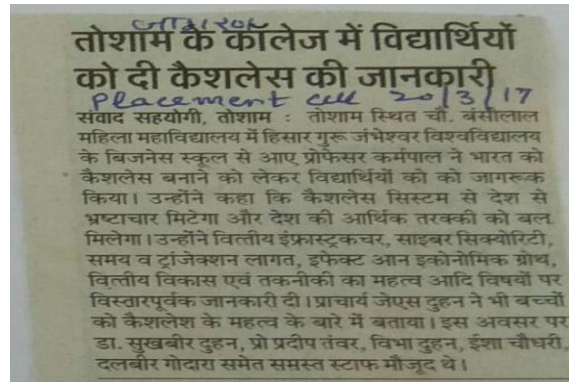 जागरण
तोशाम के कॉलेज में विद्यार्थियों
को दी कैशलेस की जानकारी
Placement cell 20/3/17
संवाद सहयोगी, तोशाम : तोशाम स्थित चौ. बंसीलाल
महिला महाविद्यालय में हिसार गुरू जंभेश्वर विश्वविद्यालय
के बिजनेस स्कूल से आए प्रोफेसर कर्मपाल ने भारत को
कैशलेस बनाने को लेकर विद्यार्थियों को को जागरूक
किया। उन्होंने कहा कि कैशलेस सिस्टम से देश से
भ्रष्टाचार मिटेगा और देश की आर्थिक तरक्की को बल
मिलेगा। उन्होंने वित्तीय इंफ्रास्ट्रकचर, साइबर सिक्योरिटी,
समय व ट्रांजेक्शन लागत, इफेक्ट आन इकोनोमिक ग्रोथ,
वित्तीय विकास एवं तकनीकी का महत्व आदि विषयों पर
विस्तारपूर्वक जानकारी दी। प्राचार्य जेएस दुहन ने भी बच्चों
को कैशलेश के महत्व के बारे में बताया। इस अवसर पर
डा. सुखबीर दुहन, प्रो प्रदीप तंवर, विभा दुहन, ईशा चौधरी,
दलबीर गोदारा समेत समस्त स्टाफ मौजूद थे।